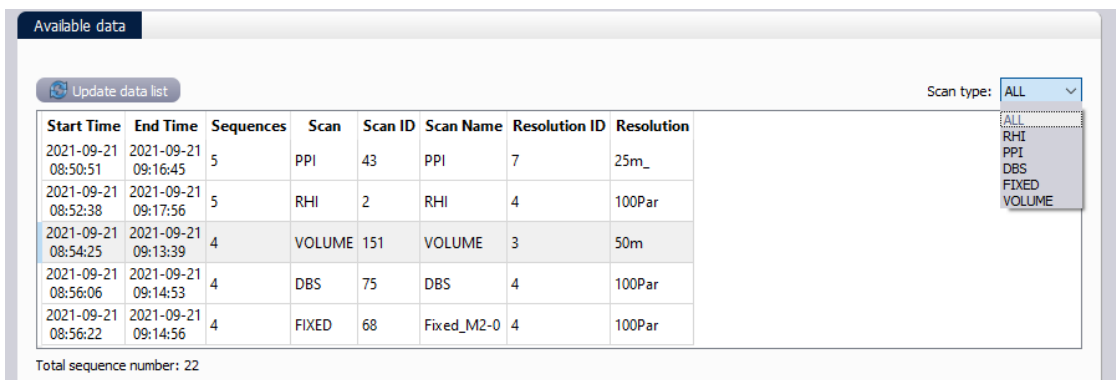 Available data
Update data list
Scan type: ALL
ALL
RHI
PPI
DBS
FIXED
VOLUME
Start Time End Time Sequences Scan Scan ID Scan Name Resolution ID Resolution
2021-09-21 08:50:51 2021-09-21 09:16:45 5 PPI 43 PPI 7 25m_
2021-09-21 08:52:38 2021-09-21 09:17:56 5 RHI 2 RHI 4 100Par
2021-09-21 08:54:25 2021-09-21 09:13:39 4 VOLUME 151 VOLUME 3 50m
2021-09-21 08:56:06 2021-09-21 09:14:53 4 DBS 75 DBS 4 100Par
2021-09-21 08:56:22 2021-09-21 09:14:56 4 FIXED 68 Fixed_M2-0 4 100Par
Total sequence number: 22